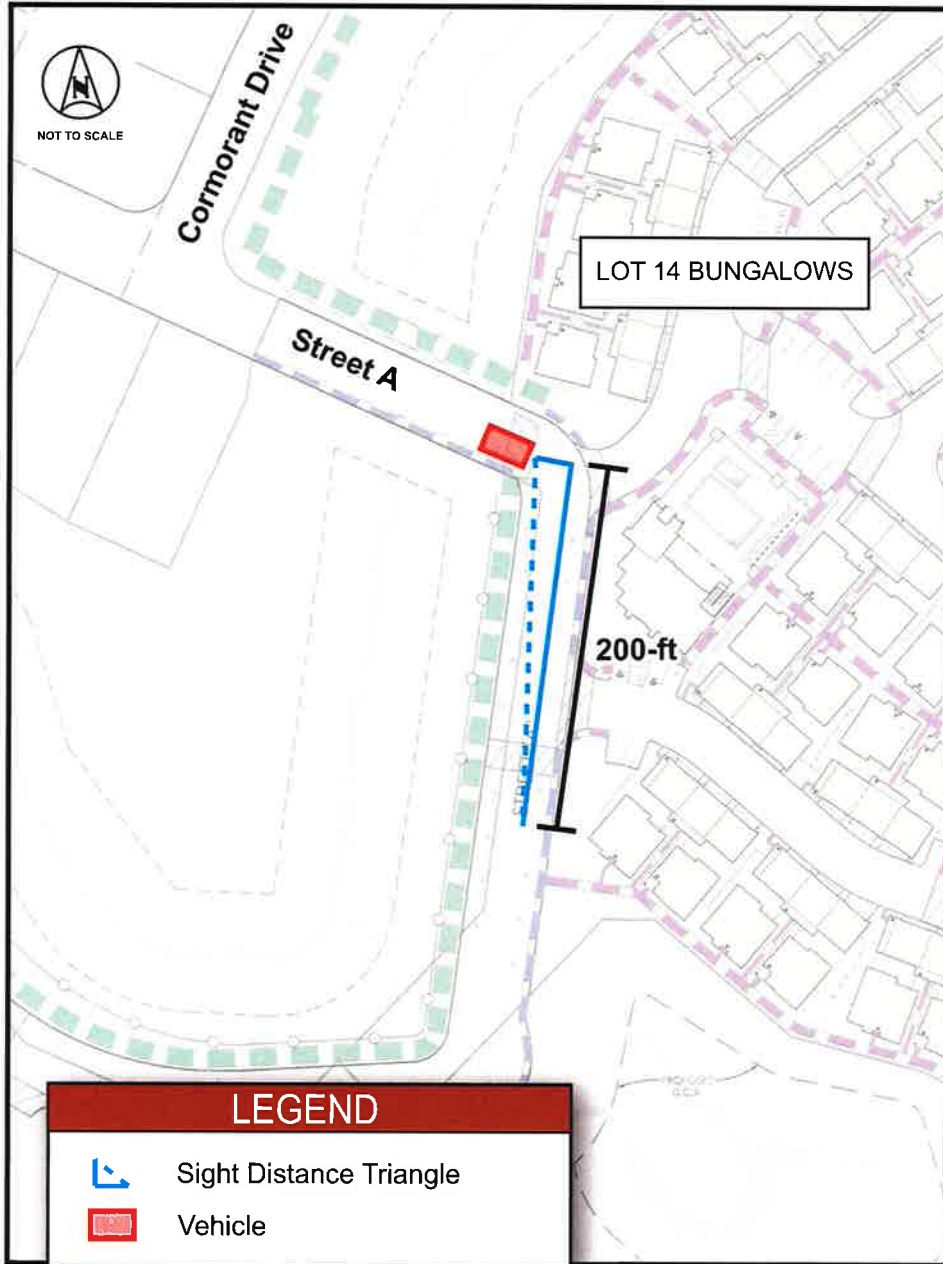 NOT TO SCALE
Cormorant Drive
LOT 14 BUNGALOWS
Street A
200-ft
LEGEND
Sight Distance Triangle
Vehicle